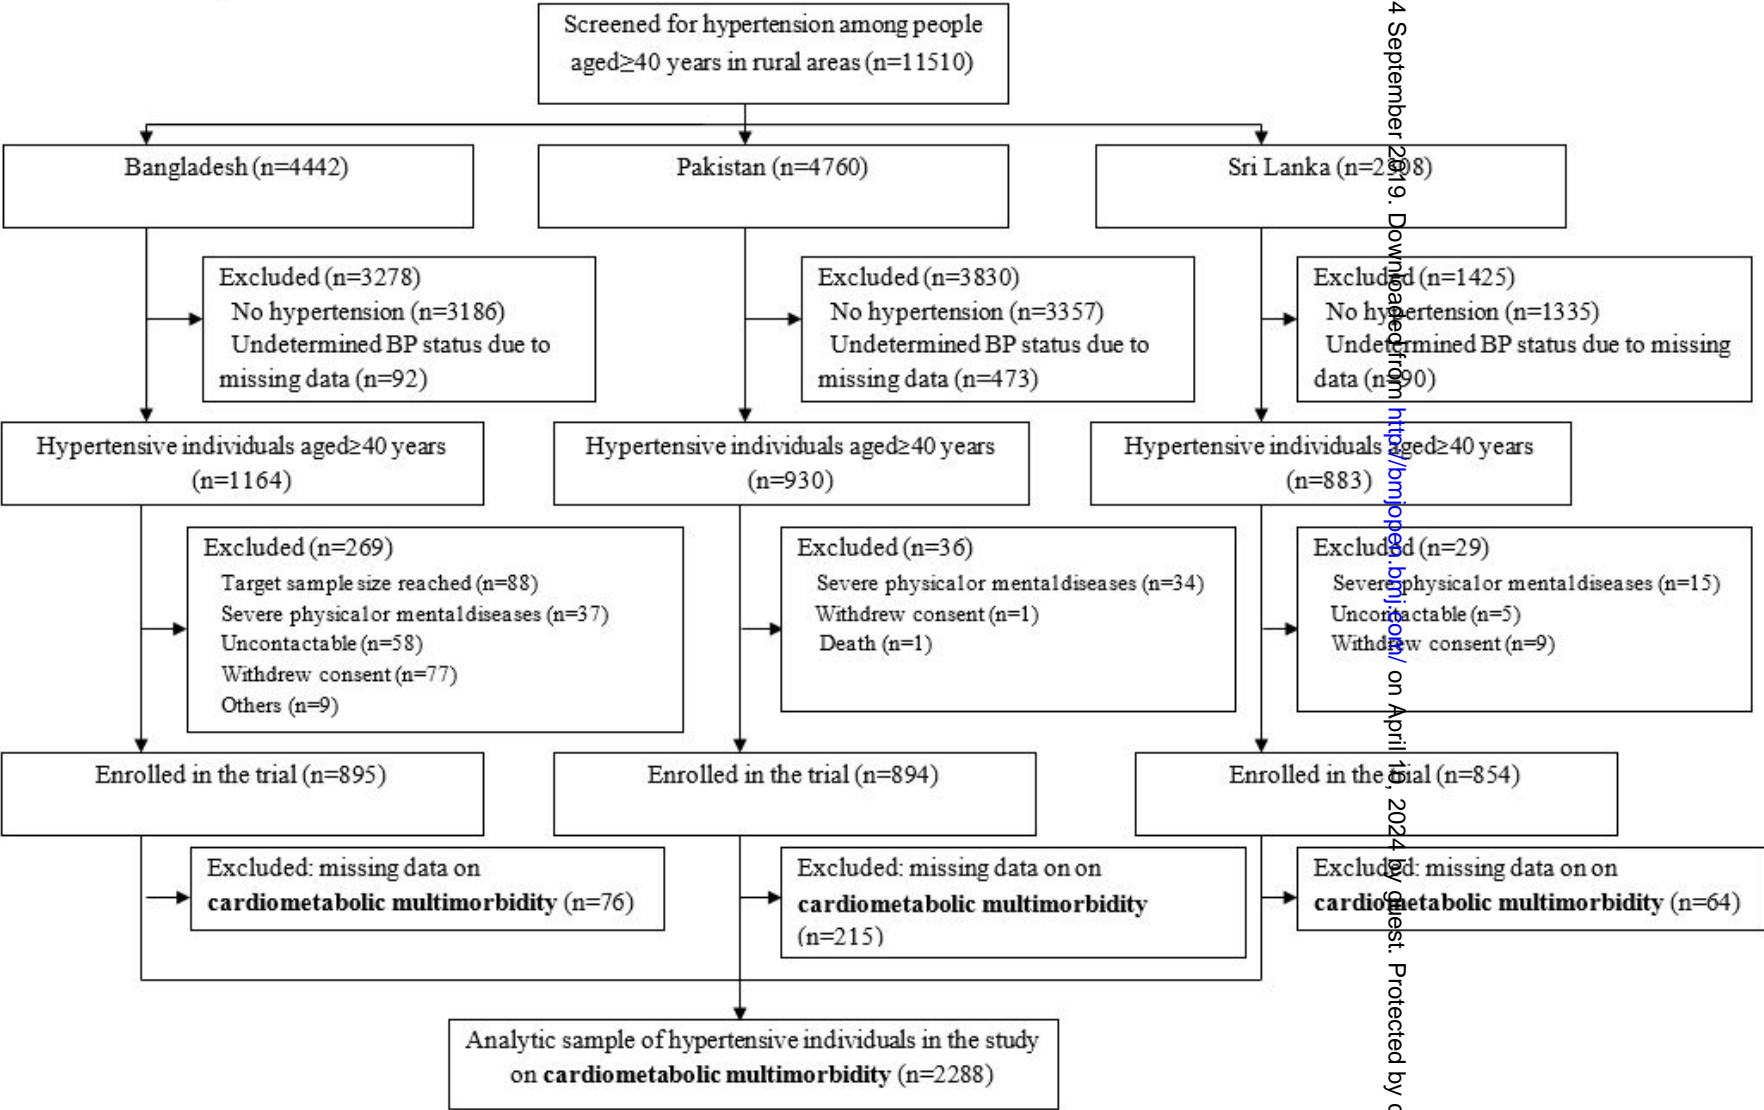 Screened for hypertension among people
aged≥40 years in rural areas (n=11510)
Bangladesh (n=4442)
Pakistan (n=4760)
Sri Lanka (n=2308)
Excluded (n=3278)
No hypertension (n=3186)
Undetermined BP status due to
missing data (n=92)
Excluded (n=3830)
No hypertension (n=3357)
Undetermined BP status due to
missing data (n=473)
Excluded (n=1425)
No hypertension (n=1335)
Undetermined BP status due to missing
data (n=90)
Hypertensive individuals aged≥40 years
(n=1164)
Hypertensive individuals aged≥40 years
(n=930)
Hypertensive individuals aged≥40 years
(n=883)
Excluded (n=269)
Target sample size reached (n=88)
Severe physical or mental diseases (n=37)
Uncontactable (n=58)
Withdrew consent (n=77)
Others (n=9)
Excluded (n=36)
Severe physical or mental diseases (n=34)
Withdrew consent (n=1)
Death (n=1)
Excluded (n=29)
Severe physical or mental diseases (n=15)
Uncontactable (n=5)
Withdrew consent (n=9)
Enrolled in the trial (n=895)
Enrolled in the trial (n=894)
Enrolled in the trial (n=854)
Excluded: missing data on
cardiometabolic multimorbidity (n=76)
Excluded: missing data on on
cardiometabolic multimorbidity
(n=215)
Excluded: missing data on on
cardiometabolic multimorbidity (n=64)
Analytic sample of hypertensive individuals in the study
on cardiometabolic multimorbidity (n=2288)
4 September 2019. Downloaded from http://bmjopen.bmj.com/ on April 16, 2024 by guest. Protected by